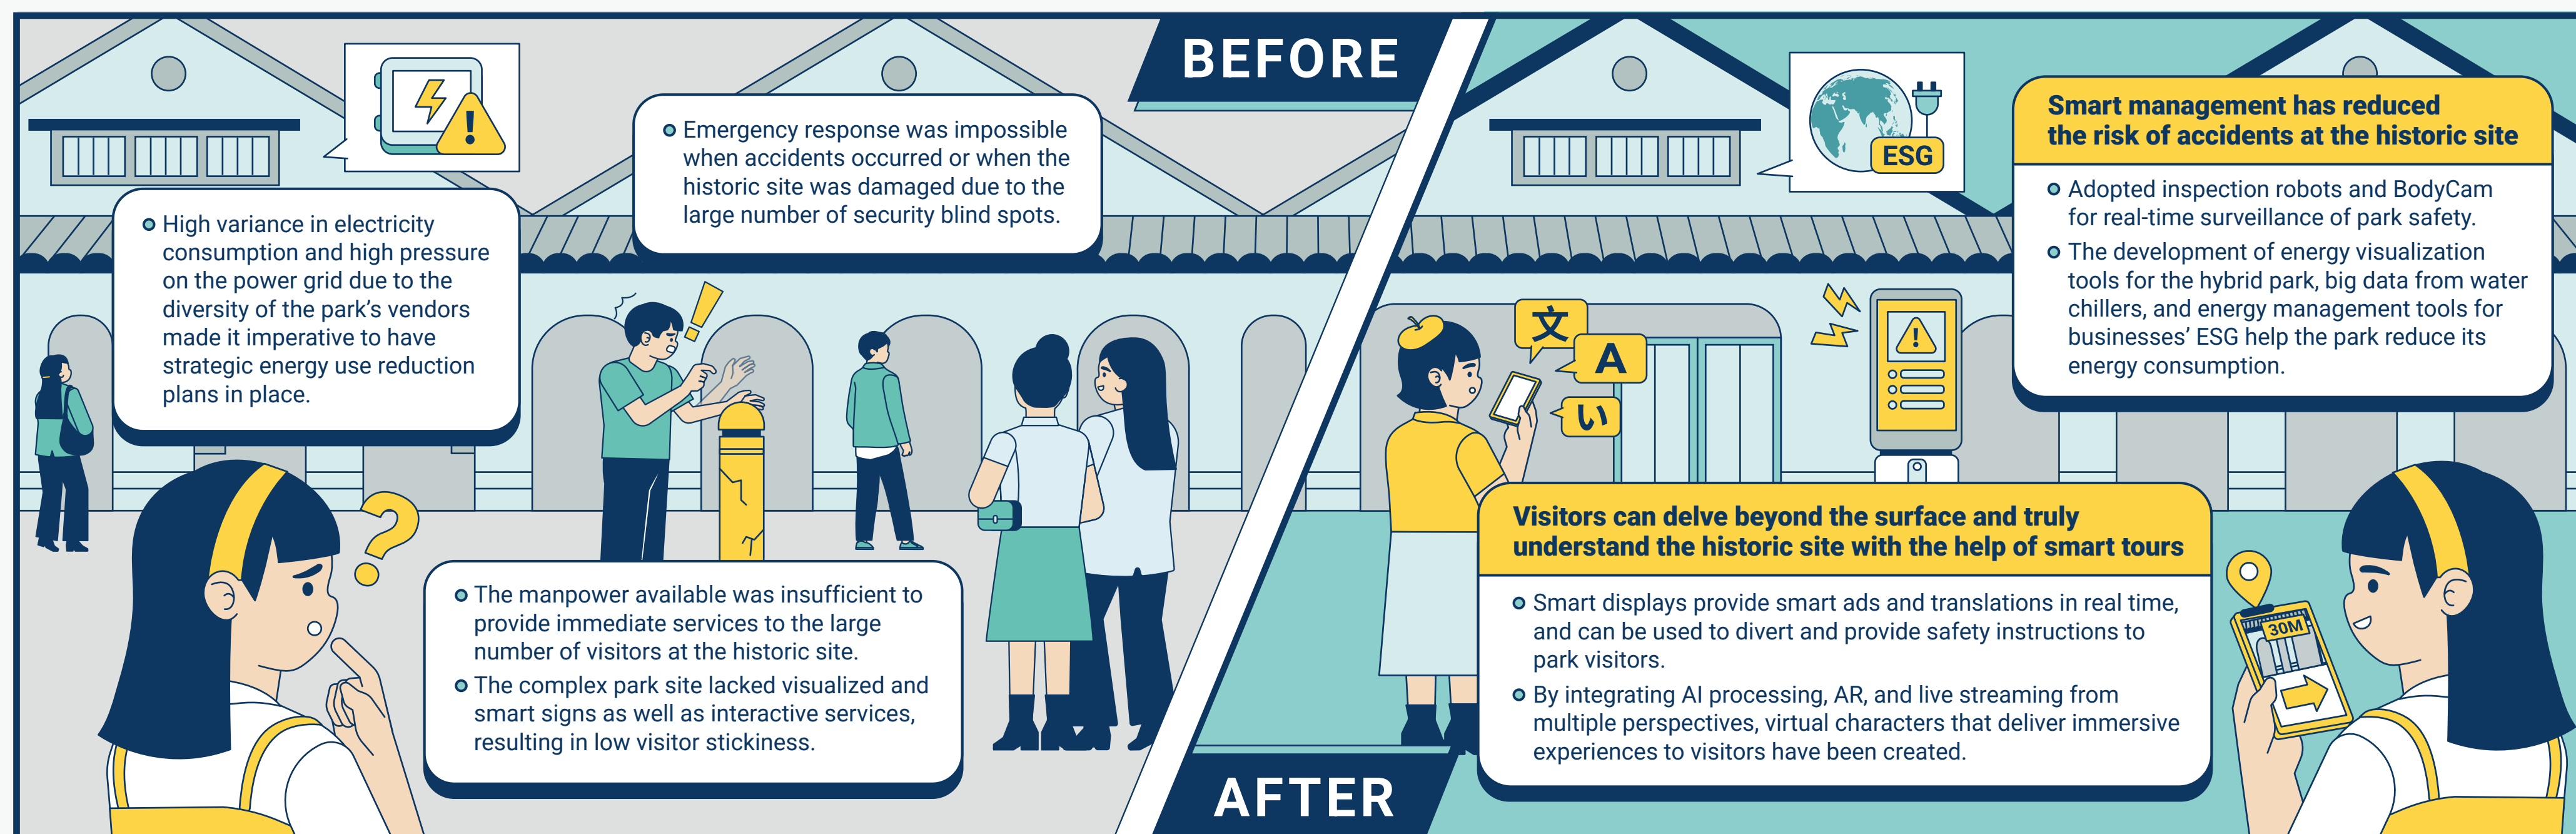 BEFORE
High variance in electricity
consumption and high pressure
on the power grid due to the
diversity of the park’s vendors
made it imperative to have
strategic energy use reduction
plans in place.
Emergency response was impossible
when accidents occurred or when the
historic site was damaged due to the
large number of security blind spots.
The manpower available was insufficient to
provide immediate services to the large
number of visitors at the historic site.
The complex park site lacked visualized and
smart signs as well as interactive services,
resulting in low visitor stickiness.
!
!
?
AFTER
ESG
Smart management has reduced
the risk of accidents at the historic site
Adopted inspection robots and BodyCam
for real-time surveillance of park safety.
The development of energy visualization
tools for the hybrid park, big data from water
chillers, and energy management tools for
businesses’ ESG help the park reduce its
energy consumption.
文
A
い
!
Visitors can delve beyond the surface and truly
understand the historic site with the help of smart tours
Smart displays provide smart ads and translations in real time,
and can be used to divert and provide safety instructions to
park visitors.
By integrating AI processing, AR, and live streaming from
multiple perspectives, virtual characters that deliver immersive
experiences to visitors have been created.
30M